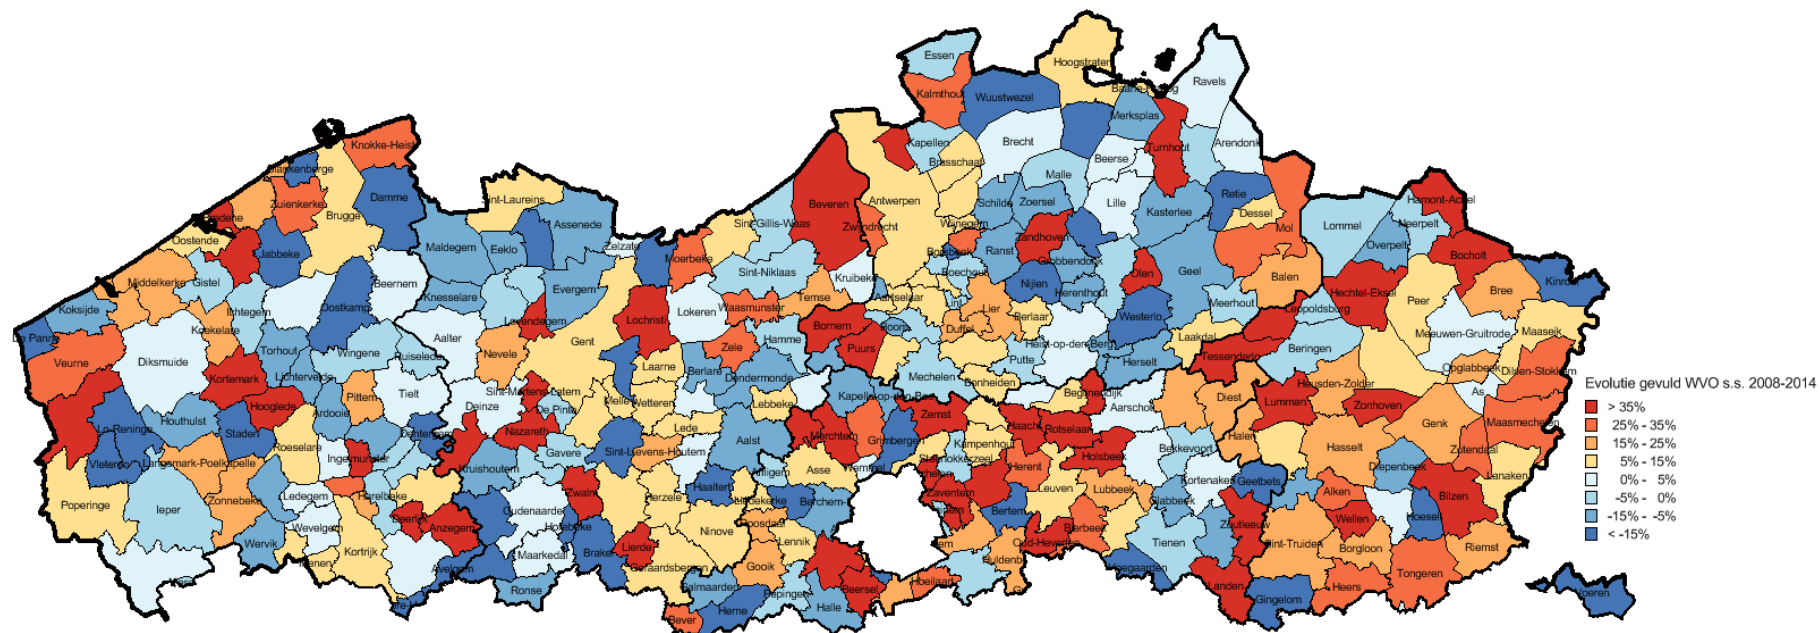 Essen
Hoogstraten
Ravels
Kalmthou
Wuustwezel
Merksplas
Knokke-Heist
Kapellen
Brecht
Turnhout
Arendonk
Beerse
Brasschaat
Malle
Zuienkerke
Damme
Sint-Laureins
Beveren
Antwerpen
Schilde
Zoersel
Lille
Retie
Kasterlee
Dessel
Hamont-Achel
Brugge
Assenede
Sint-Gillis-Waas
Zwijndrecht
Wijnegem
Zandhoven
Mol
Lommel
Neerpelt
Oostende
Maldegem
Eeklo
Zelzate
Ranst
Overpelt
Jabbeke
Moerbeke
Bocholt
Grobbendonk
Middelkerke
Gistel
Beernem
Sint-Niklaas
Kruibeke
Boechout
Olen
Geel
Balen
Kinrooi
Evergem
Nijlen
Herenthout
Hechtel-Eksel
Bree
Knesselare
Temse
Aartselaar
Peer
Koksijde
Ichtegem
Oostkamp
Lochristi
Lokeren
Waasmunster
Lier
Meerhout
Leopoldsburg
Lovendegem
Bornem
Boom
Duffel
Berlaar
Westerlo
Koekelare
De Panne
Aalter
Gent
Hamme
Puurs
Heist-op-den-Berg
Laakdal
Meeuwen-Gruitrode
Maaseik
Diksmuide
Torhout
Wingene
Ruiselede
Nevele
Zele
Putte
Herselt
Tessenderlo
Beringen
Veurne
Laarne
Berlare
Dendermonde
Mechelen
Opglabbeek
Dilsen-Stokkem
Kortemark
Lichtervelde
Bonheiden
Heusden-Zolder
Tielt
Sint-Martens-Latem
Pittem
Deinze
De Pinte
Melle
Wetteren
Lebbeke
Kapelle-op-den-Bos
Begijnendijk
Aarschot
Diest
As
Hooglede
Lummen
Zonhoven
Houthulst
Ardooie
Zemst
Lo-Reninge
Staden
Nazareth
Lede
Haacht
Rotselaar
Genk
Maasmechelen
Dentergem
Merchtem
Grimbergen
Halen
Roeselare
Aalst
Kampenhout
Hasselt
Bekkevoort
Zutendaal
Vleteren
Langemark-Poelkapelle
Ingelmunster
Gavere
Sint-Lievens-Houtem
Steenokkerzeel
Holsbeek
Kruishoutem
Affligem
Asse
Wemmel
Herent
Diepenbeek
Lanaken
Kortenaken
Geetbets
Haaltert
Zwalm
Leuven
Lubbeek
Alken
Bilzen
Poperinge
Zonnebeke
Ledegem
Harelbeke
Herzele
Liedekerke
Zaventem
Glabbeek
Ieper
Oudenaarde
Bertem
Wellen
Hoeselt
Deerlijk
Anzegem
Horebeke
Roosdaal
Zoutleeuw
Wevelgem
Ninove
Bierbeek
Wervik
Kortrijk
Maarkedal
Brakel
Lierde
Lennik
Oud-Heverlee
Tienen
Sint-Truiden
Borgloon
Riemst
Menen
Geraardsbergen
Gooik
Huldenb
Avelgem
Hoegaarden
Tongeren
Ronse
Galmaarden
Pepingen
Beersel
Hoeilaart
Landen
Heers
Herne
Halle
Gingelom
Bever
Evolutie gevuld WVO s.s. 2008-2014
> 35%
25% - 35%
15% - 25%
5% - 15%
0% - 5%
-5% - 0%
-15% - -5%
< -15%